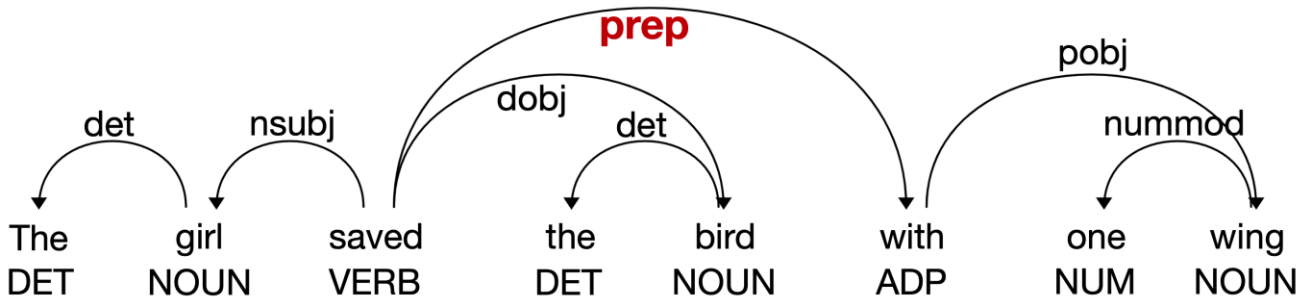 prep
pobj
dobj
det nsubj det nummod
The girl saved the bird with one wing
DET NOUN VERB DET NOUN ADP NUM NOUN